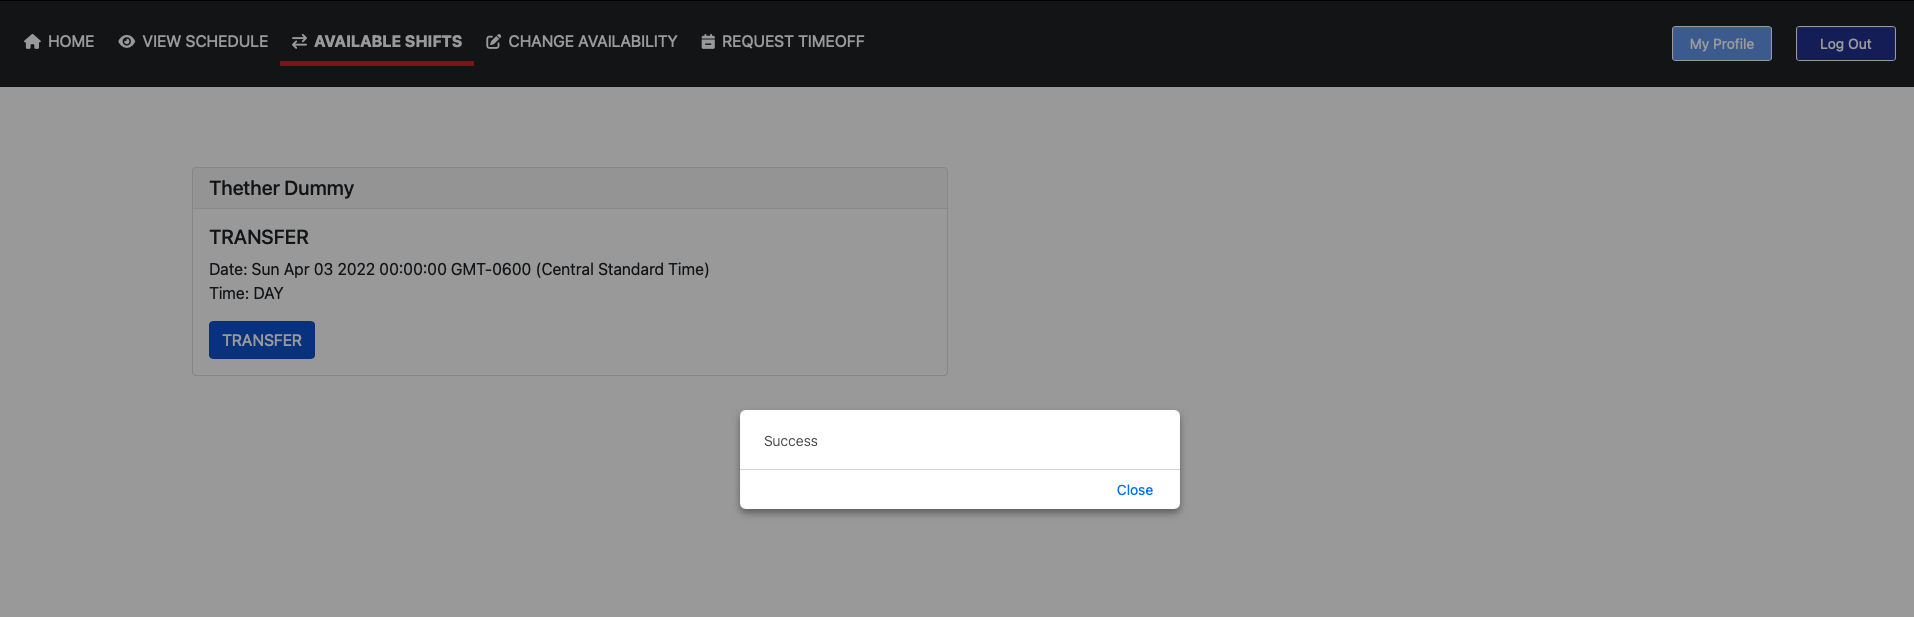 HOME VIEW SCHEDULE AVAILABLE SHIFTS CHANGE AVAILABILITY REQUEST TIMEOFF My Profile Log Out
Thether Dummy
TRANSFER
Date: Sun Apr 03 2022 00:00:00 GMT-0600 (Central Standard Time)
Time: DAY
TRANSFER
Success
Close